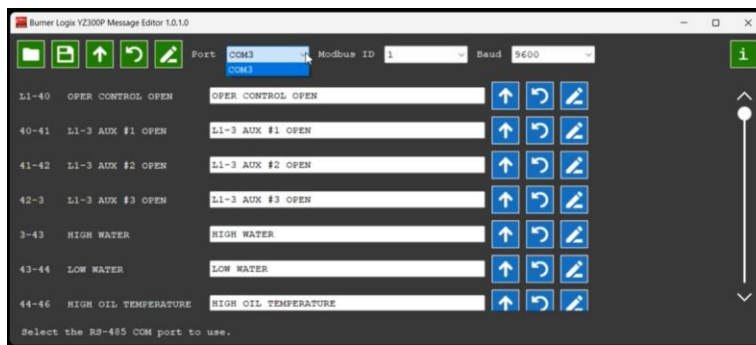 Burner Logix YZ300P Message Editor 1.0.1.0
Port COM3 Modbus ID 1 Baud 9600 i
COM3
L1-40 OPER CONTROL OPEN OPER CONTROL OPEN
40-41 L1-3 AUX #1 OPEN L1-3 AUX #1 OPEN
41-42 L1-3 AUX #2 OPEN L1-3 AUX #2 OPEN
42-3 L1-3 AUX #3 OPEN L1-3 AUX #3 OPEN
3-43 HIGH WATER HIGH WATER
43-44 LOW WATER LOW WATER
44-46 HIGH OIL TEMPERATURE HIGH OIL TEMPERATURE
Select the RS-485 COM port to use.